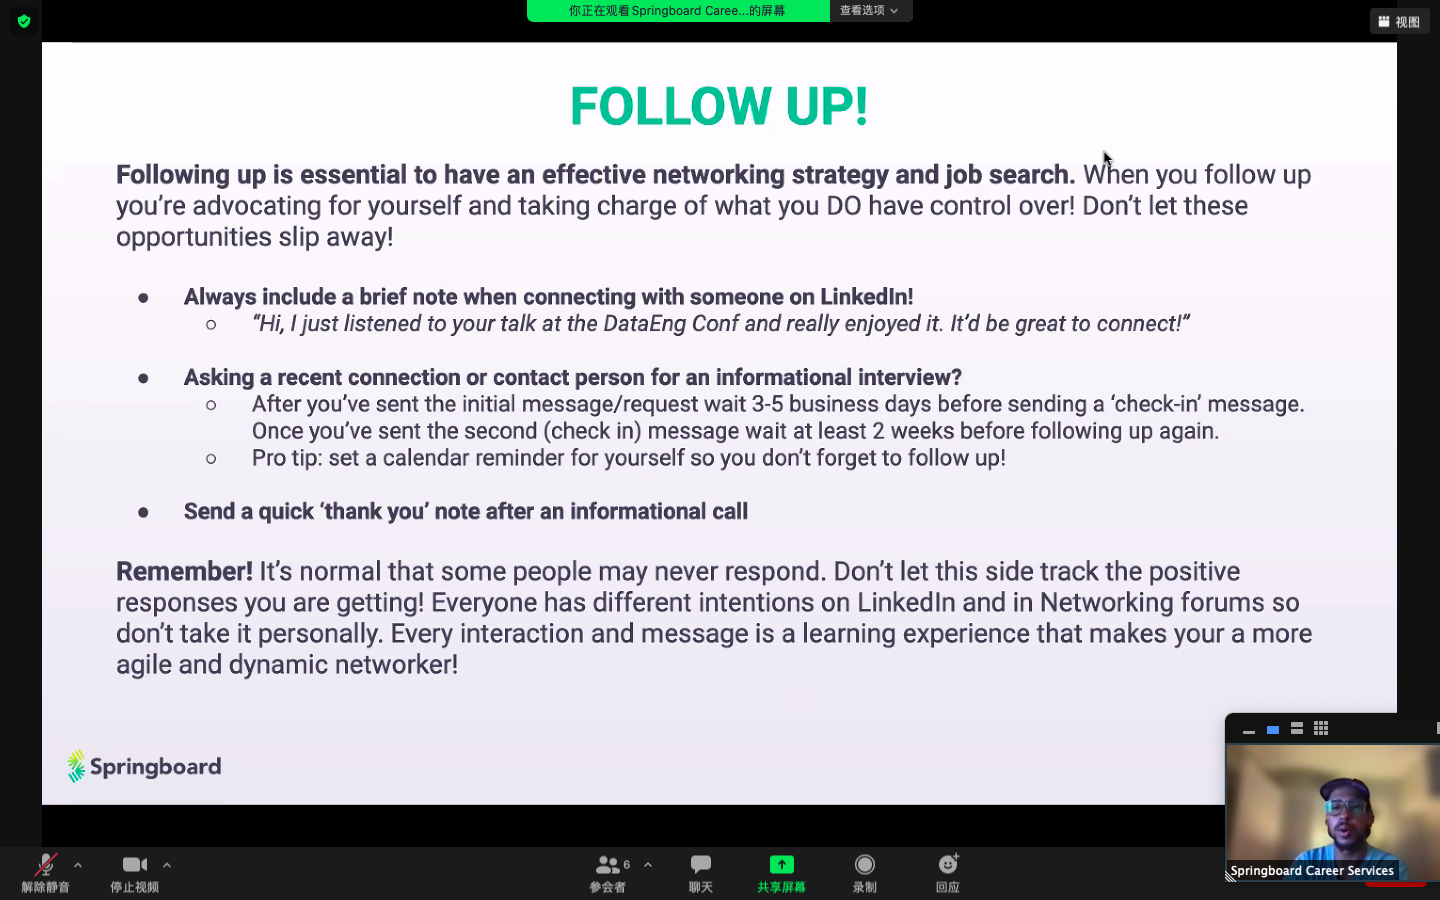 你正在观看Springboard Caree...的屏幕
查看选项
视图
FOLLOW UP!
Following up is essential to have an effective networking strategy and job search. When you follow up
you're advocating for yourself and taking charge of what you DO have control over! Don't let these
opportunities slip away!
● Always include a brief note when connecting with someone on LinkedIn!
○ “Hi, I just listened to your talk at the DataEng Conf and really enjoyed it. It'd be great to connect!”
● Asking a recent connection or contact person for an informational interview?
○ After you've sent the initial message/request wait 3-5 business days before sending a ‘check-in’ message.
Once you've sent the second (check in) message wait at least 2 weeks before following up again.
○ Pro tip: set a calendar reminder for yourself so you don't forget to follow up!
● Send a quick ‘thank you’ note after an informational call
Remember! It's normal that some people may never respond. Don't let this side track the positive
responses you are getting! Everyone has different intentions on LinkedIn and in Networking forums so
don't take it personally. Every interaction and message is a learning experience that makes your a more
agile and dynamic networker!
Springboard
Springboard Career Services
解除静音
停止视频
6
参会者
聊天
共享屏幕
录制
回应